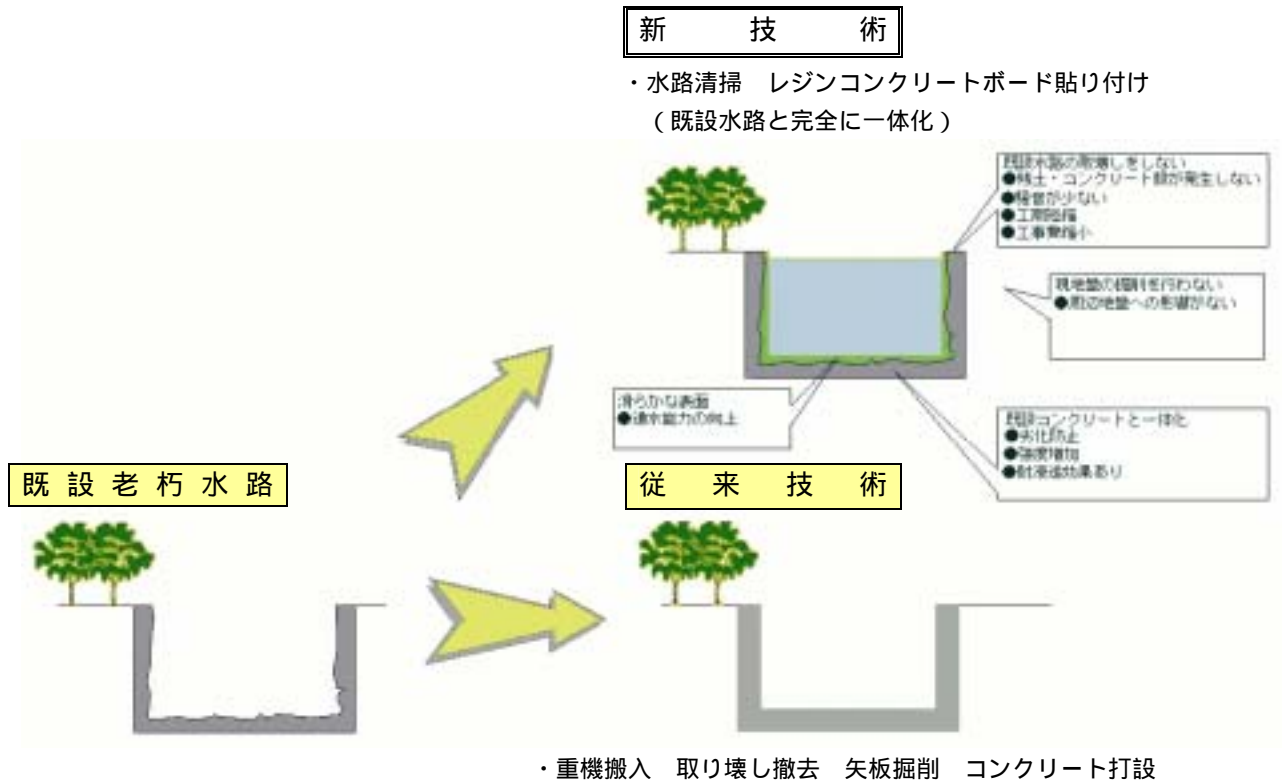 新技術
・水路清掃　レジンコンクリートボード貼り付け
（既設水路と完全に一体化）
既設水路の取壊しをしない
●残土・コンクリート殻が発生しない
●騒音が少ない
●工期短縮
●工事費縮小
現地盤の掘削を行わない
●周辺地盤への影響がない
滑らかな表面
●通水能力の向上
既設コンクリートと一体化
●劣化防止
●強度増加
●耐浸透効果あり
既設老朽水路
従来技術
・重機搬入　取り壊し撤去　矢板掘削　コンクリート打設